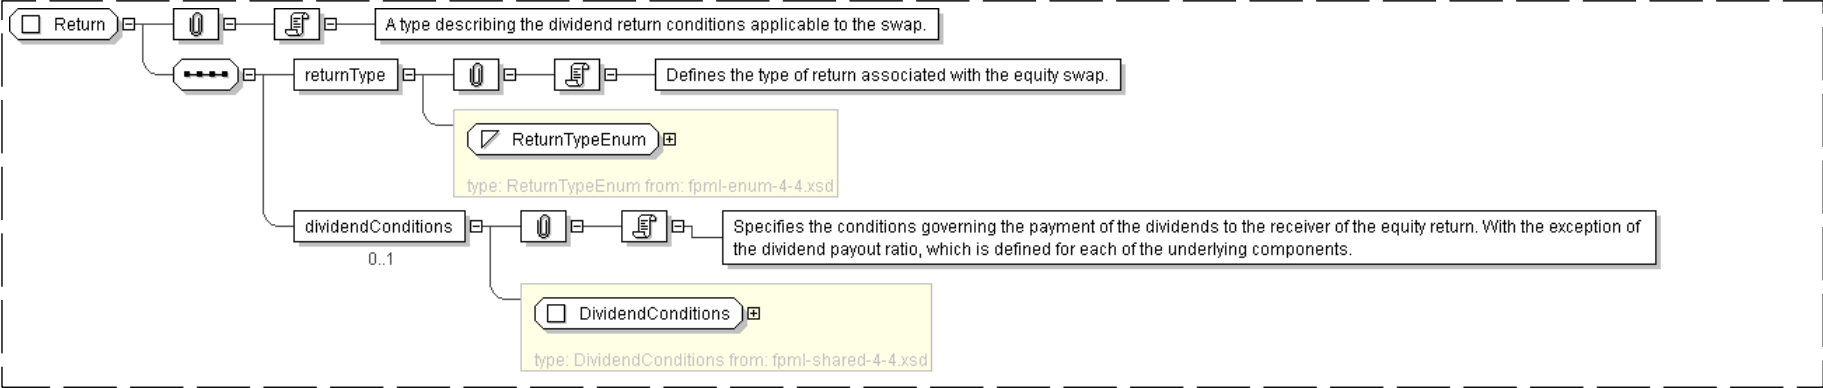 Return
A type describing the dividend return conditions applicable to the swap.
returnType
Defines the type of return associated with the equity swap.
ReturnTypeEnum
type: ReturnTypeEnum from: fpml-enum-4-4.xsd
dividendConditions
0..1
Specifies the conditions governing the payment of the dividends to the receiver of the equity return. With the exception of
the dividend payout ratio, which is defined for each of the underlying components.
DividendConditions
type: DividendConditions from: fpml-shared-4-4.xsd